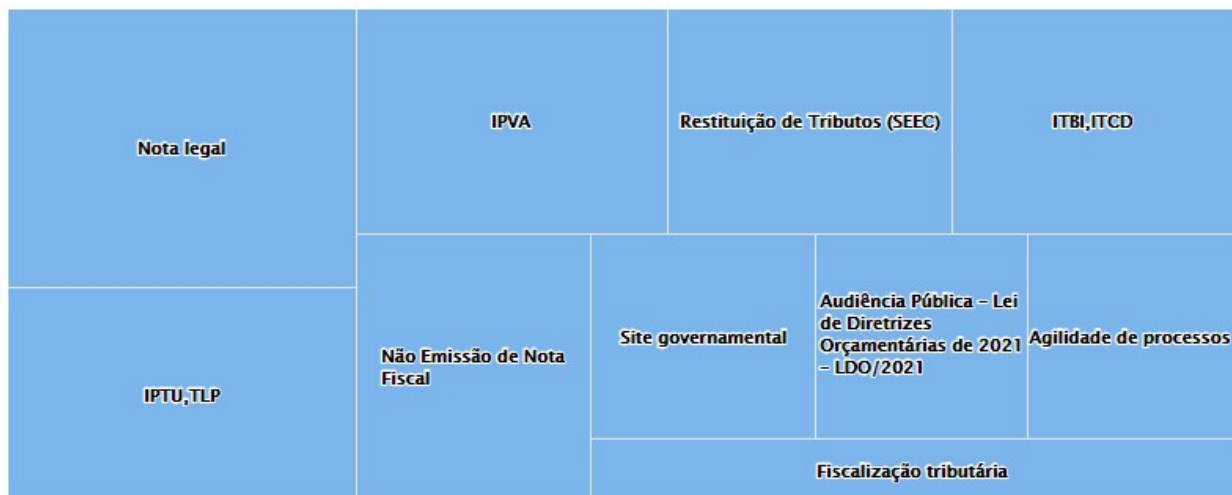 Nota legal
IPVA
Restituição de Tributos (SEEC)
ITBI,ITCD
IPTU,TLP
Não Emissão de Nota
Fiscal
Site governamental
Audiência Pública – Lei
de Diretrizes
Orçamentárias de 2021
– LDO/2021
Agilidade de processos
Fiscalização tributária